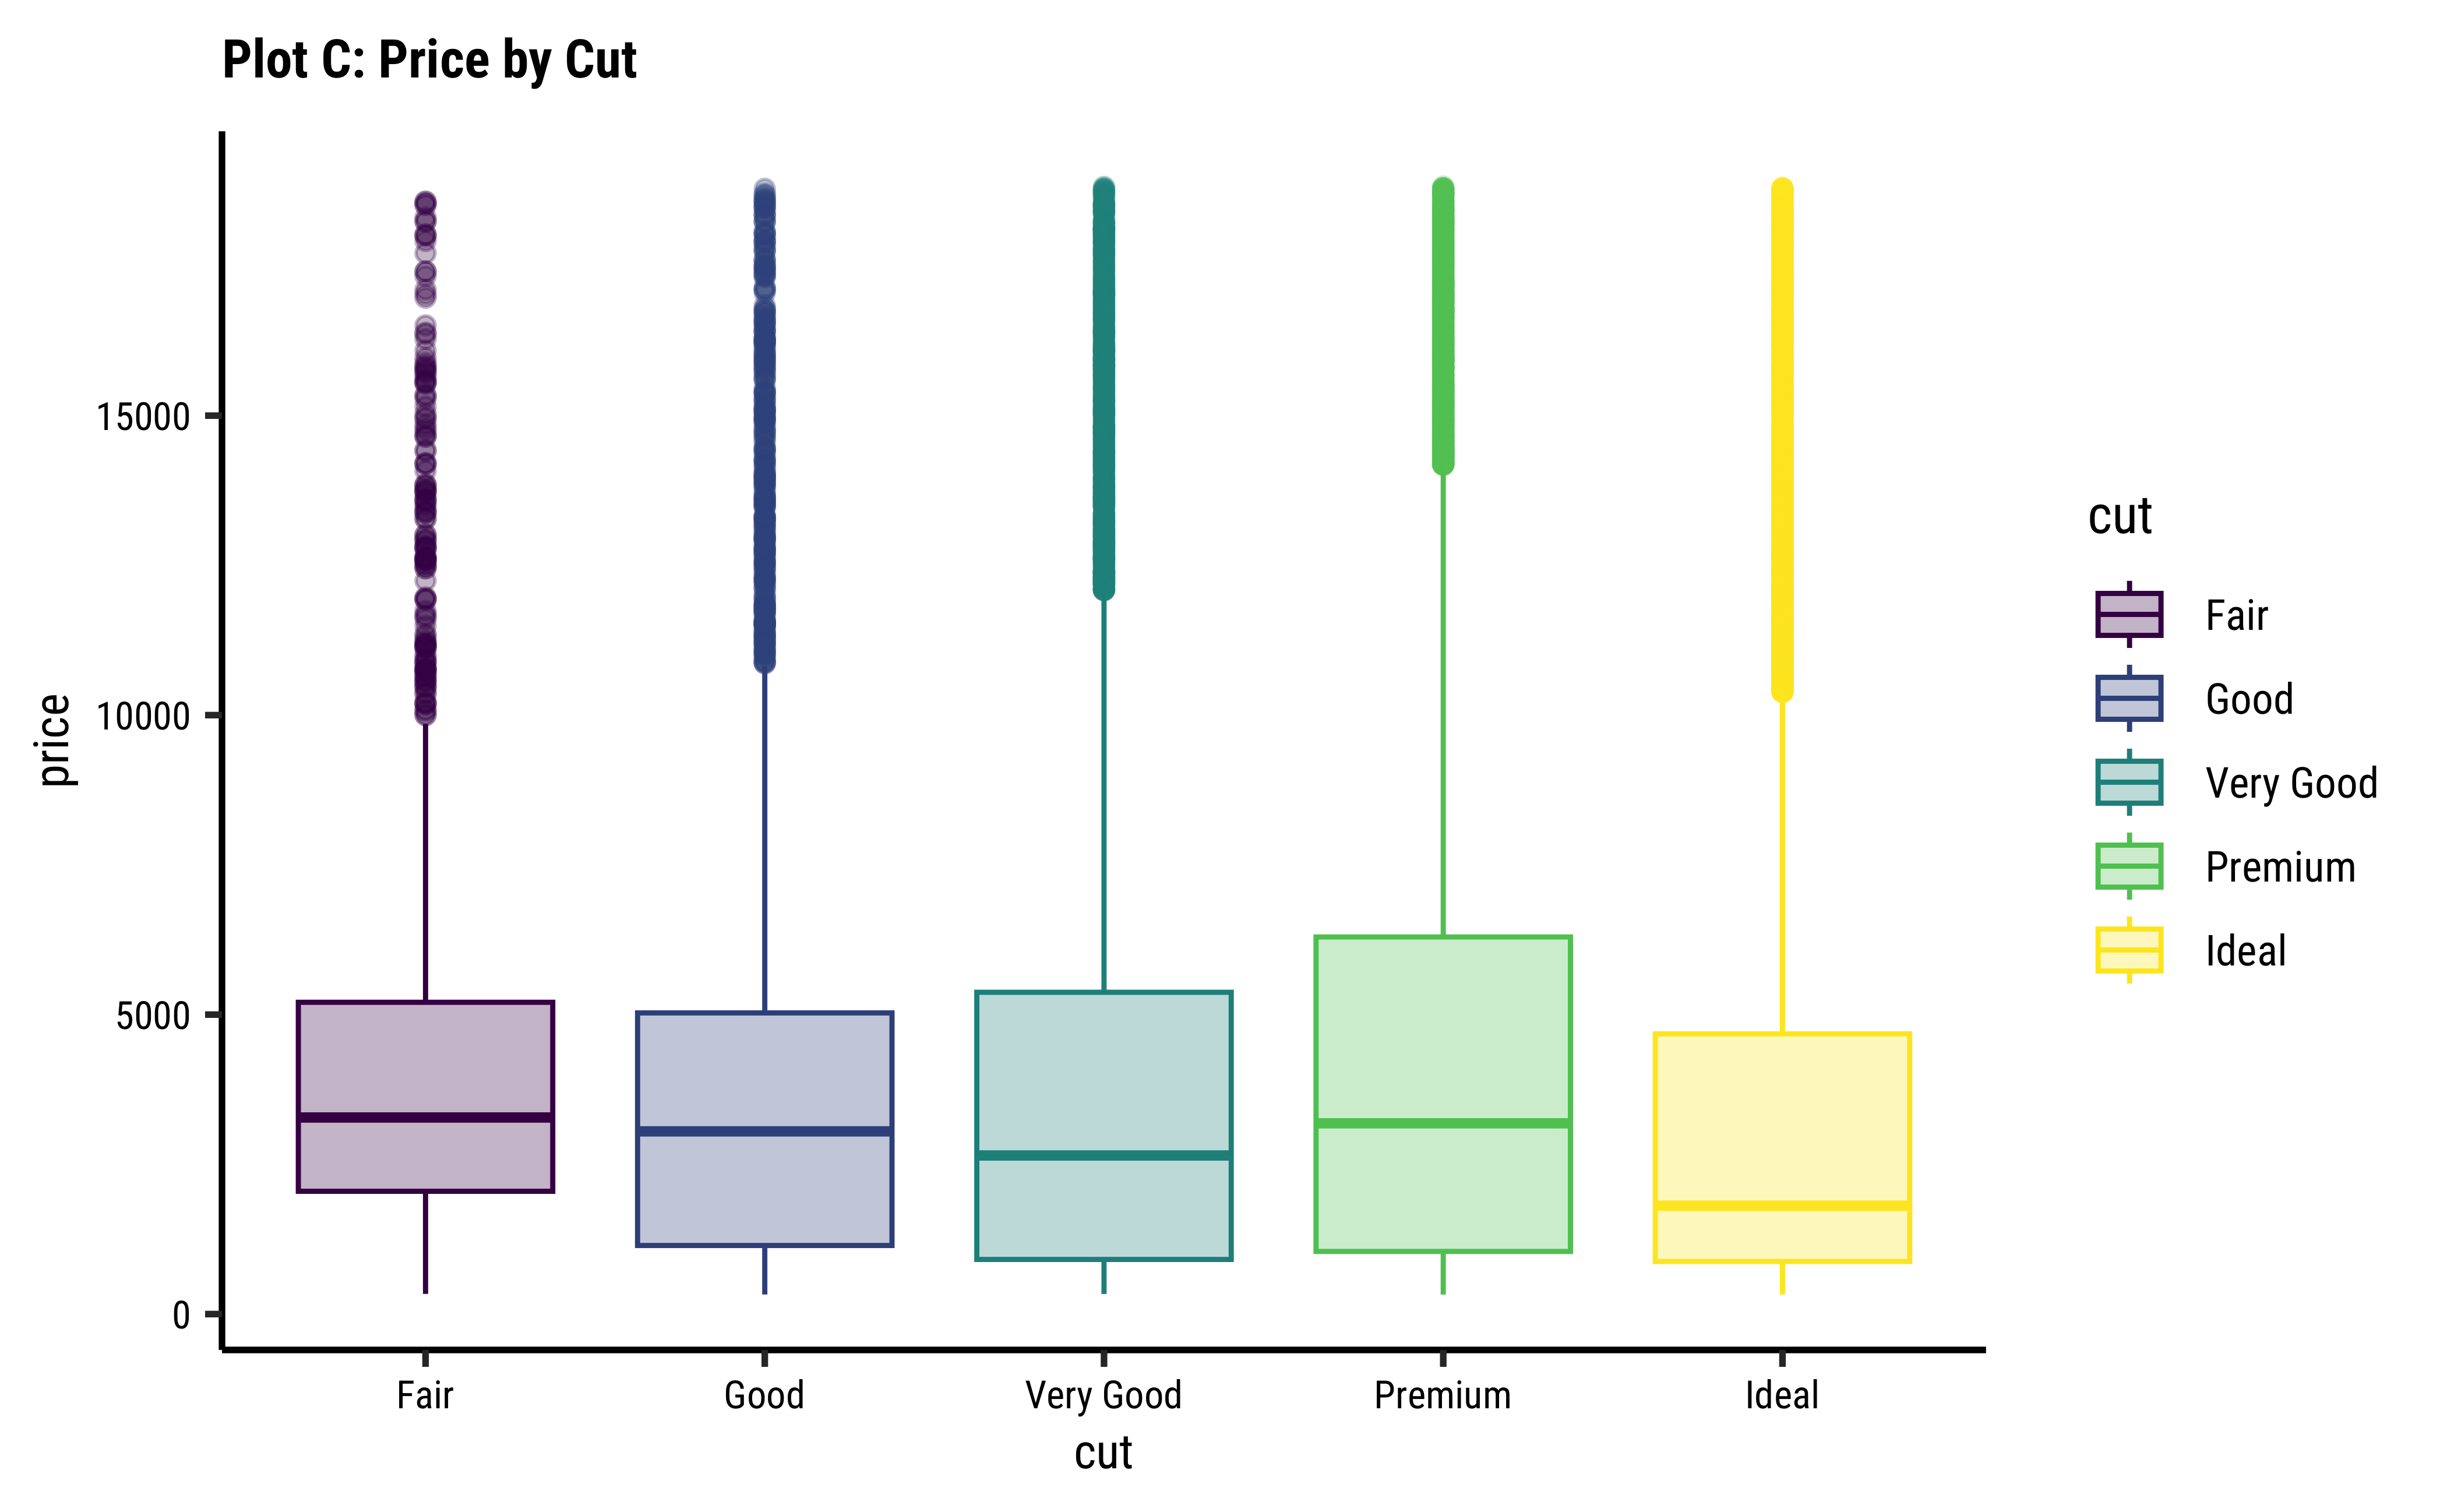 Plot C: Price by Cut
price
15000
10000
5000
0
Fair
Good
Very Good
Premium
Ideal
cut
cut
Fair
Good
Very Good
Premium
Ideal